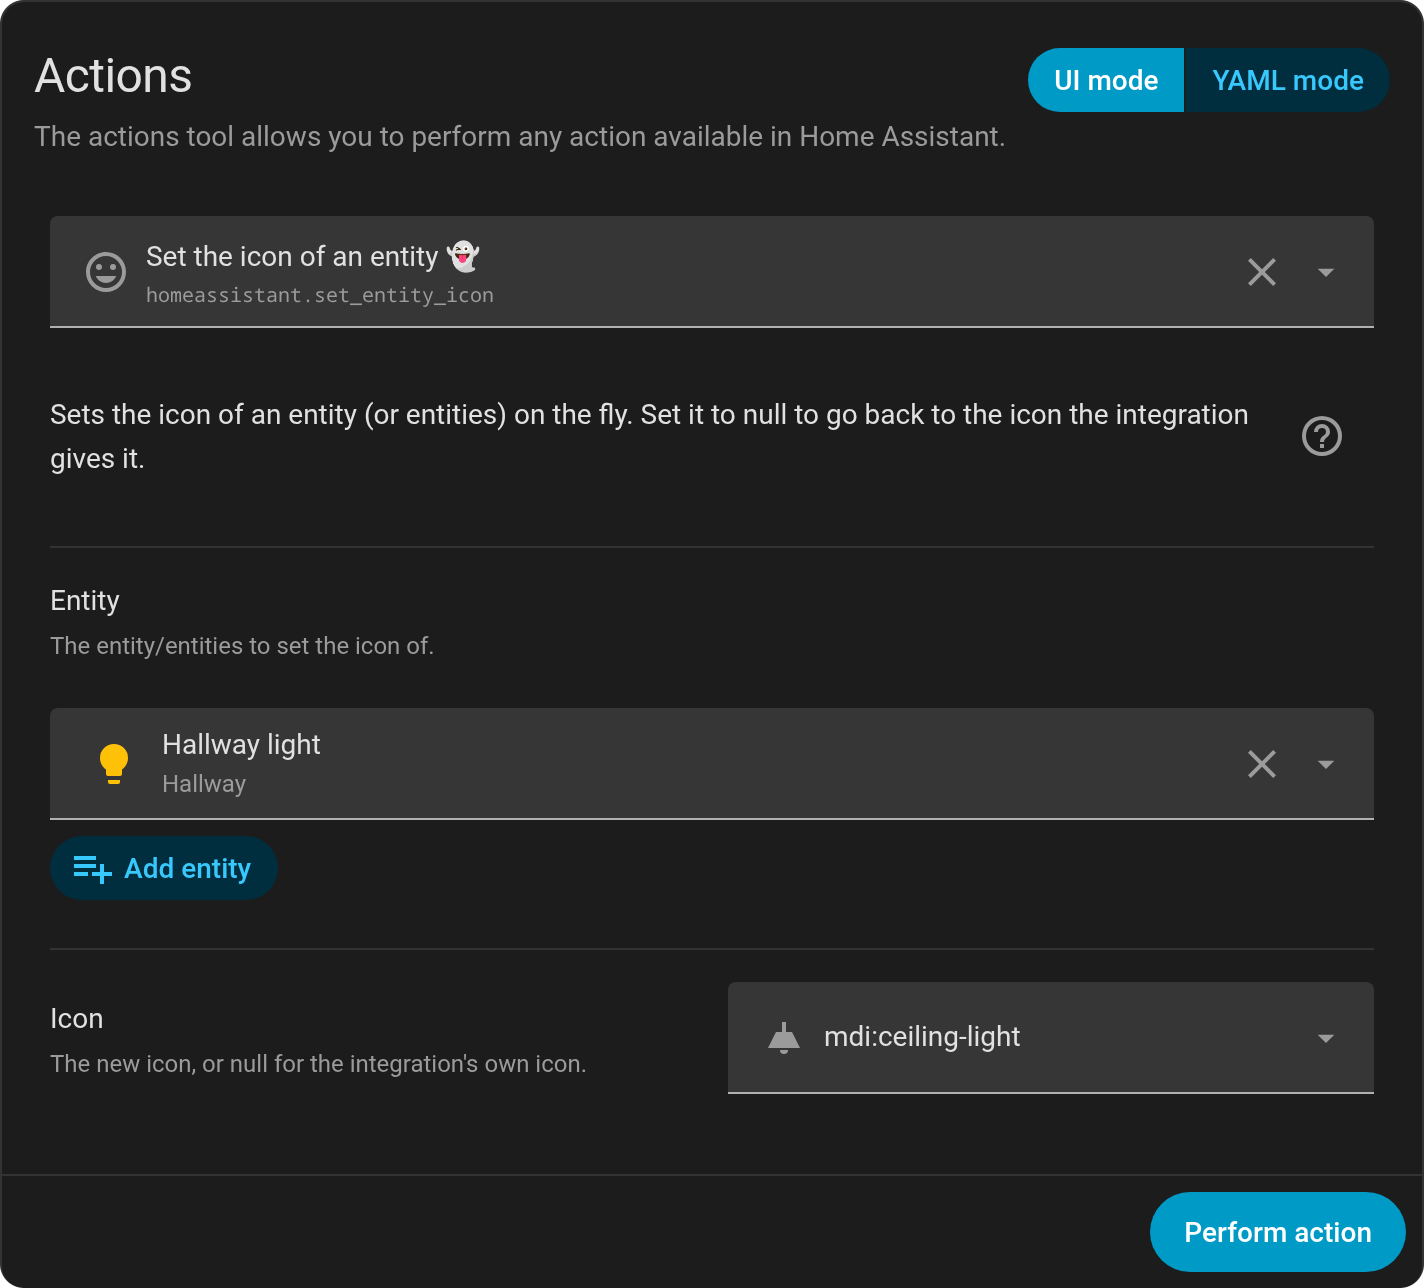 Actions
UI mode
YAML mode
The actions tool allows you to perform any action available in Home Assistant.
Set the icon of an entity 👻
homeassistant.set_entity_icon
Sets the icon of an entity (or entities) on the fly. Set it to null to go back to the icon the integration
gives it.
Entity
The entity/entities to set the icon of.
Hallway light
Hallway
Add entity
Icon
The new icon, or null for the integration's own icon.
mdi:ceiling-light
Perform action